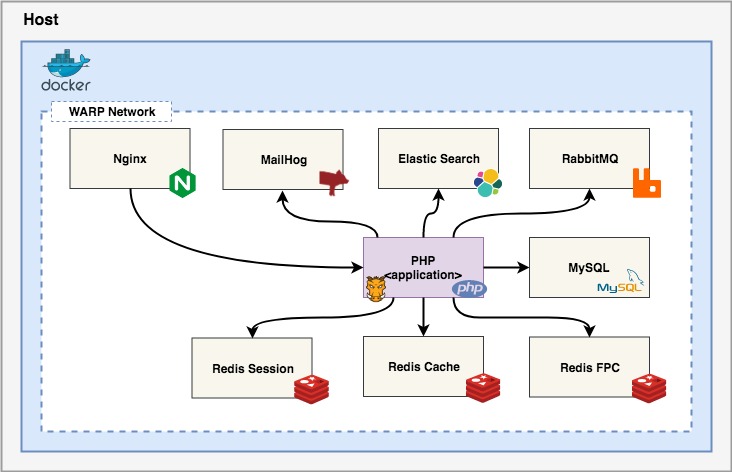 Host
docker
WARP Network
Nginx
MailHog
Elastic Search
RabbitMQ
PHP
<application>
php
MySQL
MySQL
Redis Session
Redis Cache
Redis FPC